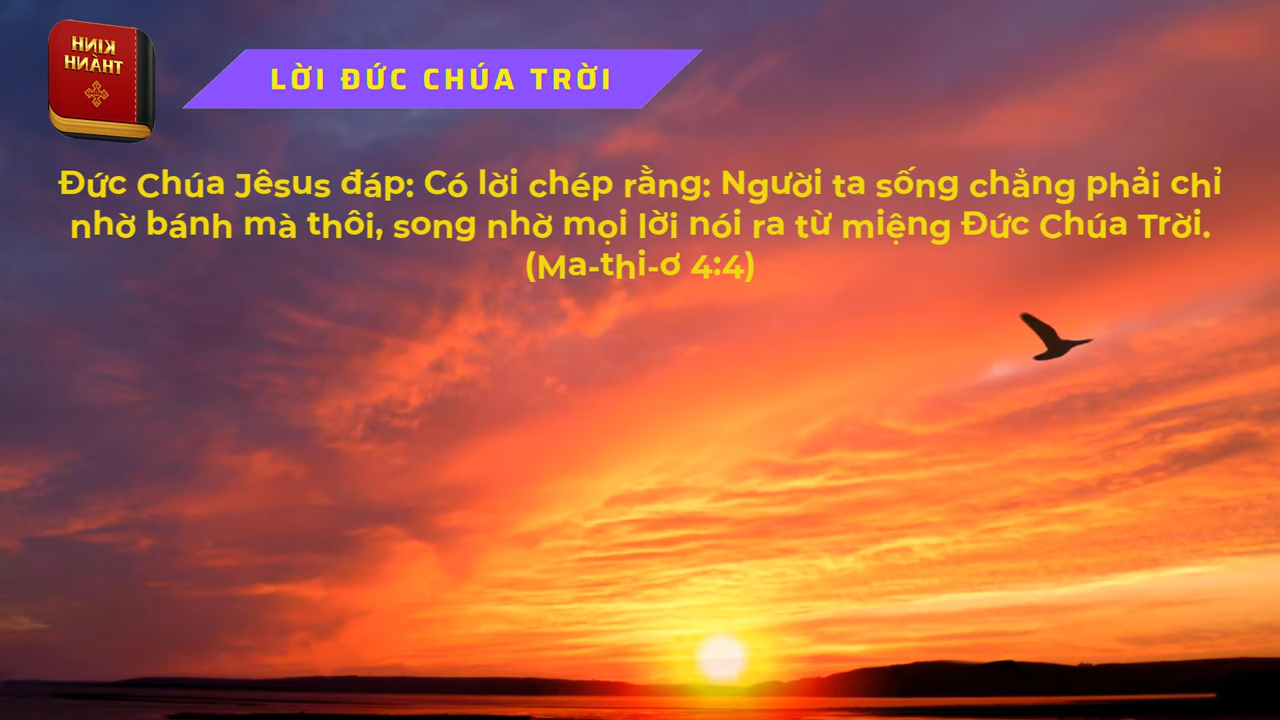 KINH
THÁNH
LỜI ĐỨC CHÚA TRỜI
Đức Chúa Jêsus đáp: Có lời chép rằng: Người ta sống chẳng phải chỉ
nhờ bánh mà thôi, song nhờ mọi lời nói ra từ miệng Đức Chúa Trời.
(Ma-thi-ơ 4:4)